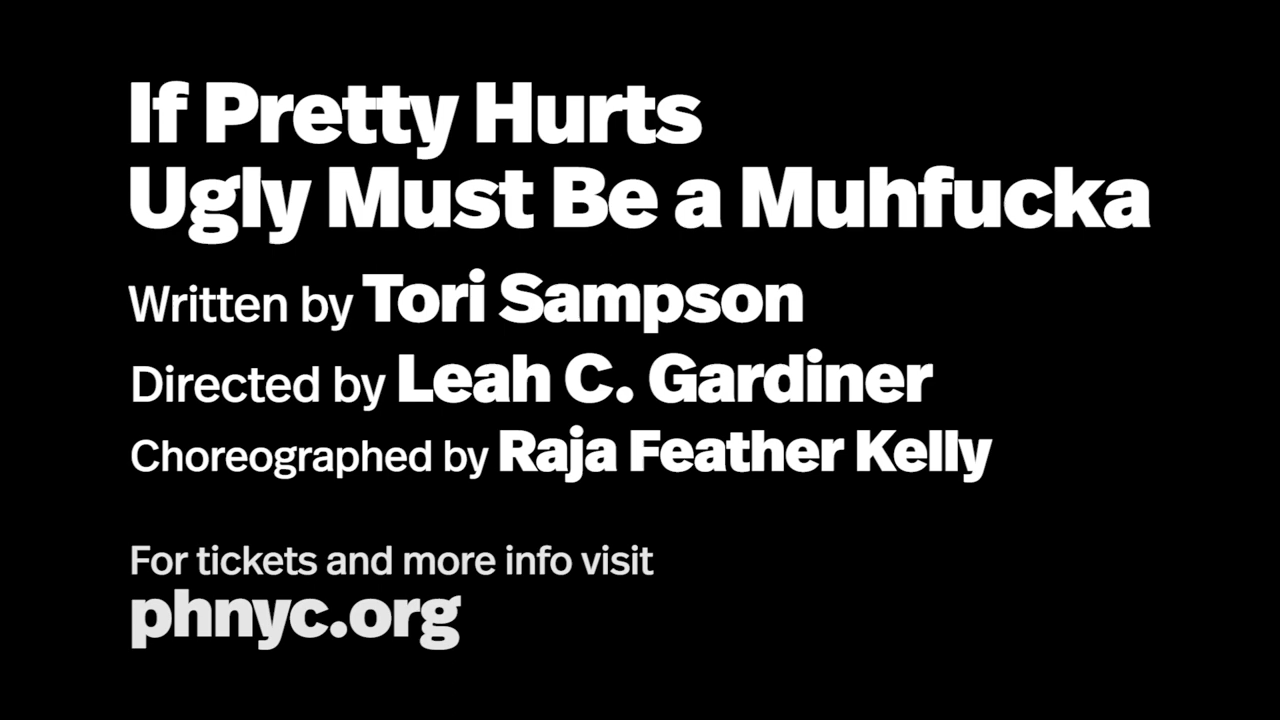 If Pretty Hurts
Ugly Must Be a Muhfucka
Written by Tori Sampson
Directed by Leah C. Gardiner
Choreographed by Raja Feather Kelly
For tickets and more info visit
phnyc.org